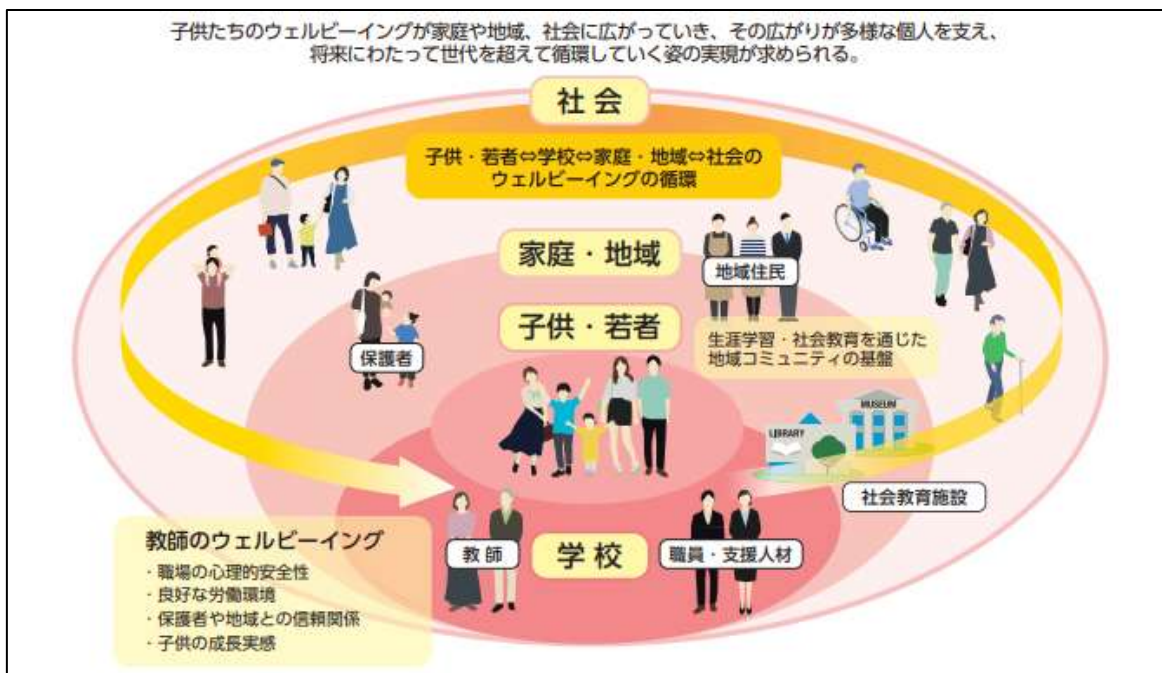 子供たちのウェルビーイングが家庭や地域、社会に広がっていき、その広がりが多様な個人を支え、
将来にわたって世代を超えて循環していく姿の実現が求められる。
社会
子供・若者⇔学校⇔家庭・地域⇔社会の
ウェルビーイングの循環
家庭・地域
地域住民
子供・若者
保護者
生涯学習・社会教育を通じた
地域コミュニティの基盤
MUSEUM
LIBRARY
社会教育施設
教師
学校
職員・支援人材
教師のウェルビーイング
・職場の心理的安全性
・良好な労働環境
・保護者や地域との信頼関係
・子供の成長実感